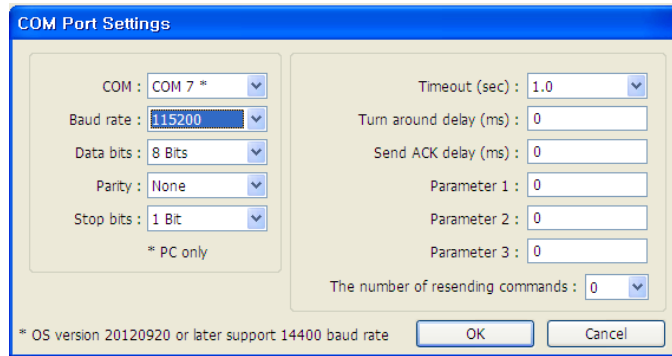 COM Port Settings
COM : COM 7 *
Baud rate : 115200
Data bits : 8 Bits
Parity : None
Stop bits : 1 Bit
* PC only
Timeout (sec) : 1.0
Turn around delay (ms) : 0
Send ACK delay (ms) : 0
Parameter 1 : 0
Parameter 2 : 0
Parameter 3 : 0
The number of resending commands : 0
* OS version 20120920 or later support 14400 baud rate
OK
Cancel